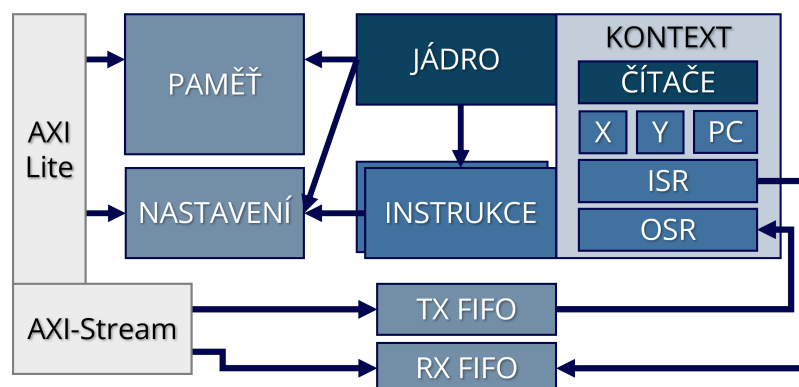 AXI
Lite
PAMĚŤ
NASTAVENÍ
JÁDRO
INSTRUKCE
KONTEXT
ČÍTAČE
X
Y
PC
ISR
OSR
AXI-Stream
TX FIFO
RX FIFO